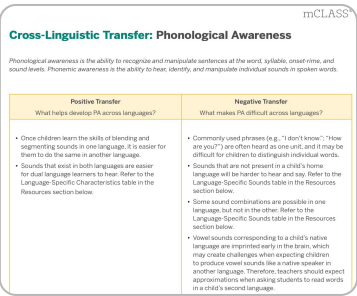 mCLASS®
Cross-Linguistic Transfer: Phonological Awareness
Phonological awareness is the ability to recognize and manipulate sentences at the word, syllable, onset-rime, and
sound levels. Phonemic awareness is the ability to hear, identify, and manipulate individual sounds in spoken words.
Positive Transfer
What helps develop PA across languages?
• Once children learn the skills of blending and
segmenting sounds in one language, it is easier for
them to do the same in another language.
• Sounds that exist in both languages are easier
for dual language learners to hear. Refer to the
Language-Specific Characteristics table in the
Resources section below.
Negative Transfer
What makes PA difficult across languages?
• Commonly used phrases (e.g., "I don't know."; "How
are you?") are often heard as one unit, and it may be
difficult for children to distinguish individual words.
• Sounds that are not present in a child's home
language will be harder to hear and say. Refer to the
Language-Specific Sounds table in the Resources
section below.
• Some sound combinations are possible in one
language, but not in the other. Refer to the
Language-Specific Sounds table in the Resources
section below.
• Vowel sounds corresponding to a child's native
language are imprinted early in the brain, which
may create challenges when expecting children
to produce vowel sounds like a native speaker in
another language. Therefore, teachers should expect
approximations when asking students to read words
in a child's second language.